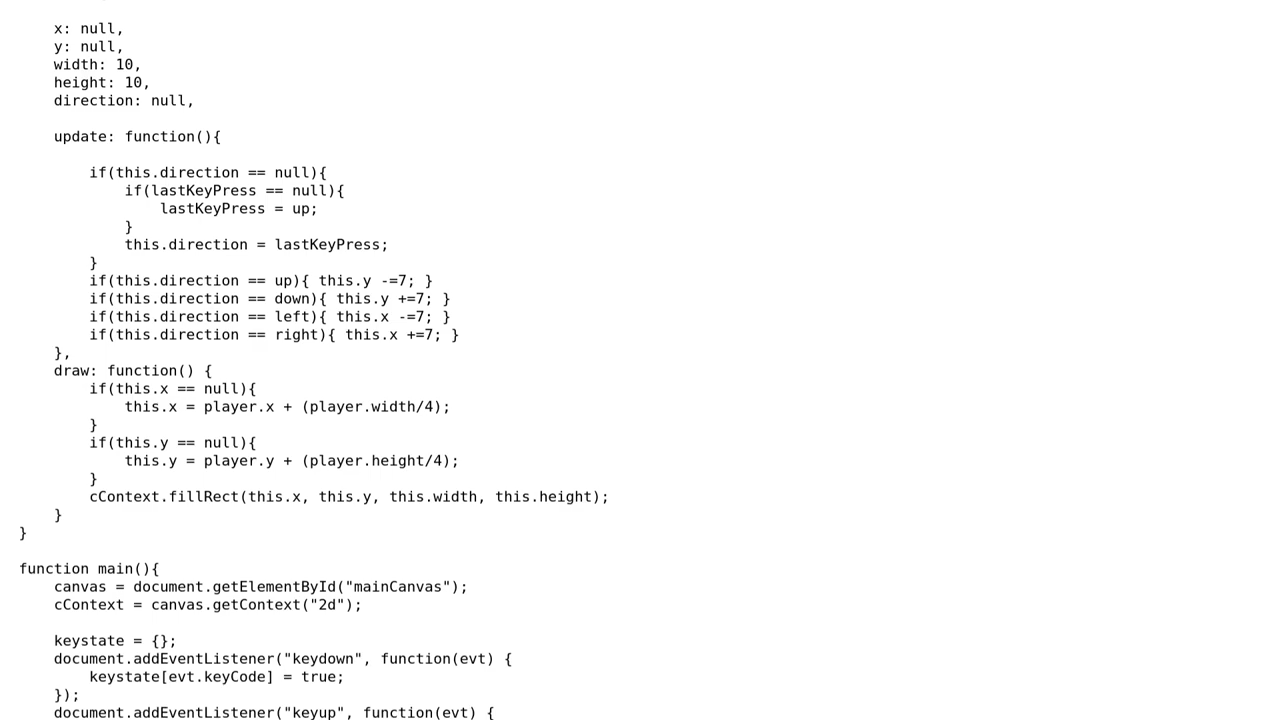 x: null,
y: null,
width: 10,
height: 10,
direction: null,
update: function(){
if(this.direction == null){
if(lastKeyPress == null){
lastKeyPress = up;
}
this.direction = lastKeyPress;
}
if(this.direction == up){ this.y -=7; }
if(this.direction == down){ this.y +=7; }
if(this.direction == left){ this.x -=7; }
if(this.direction == right){ this.x +=7; }
},
draw: function() {
if(this.x == null){
this.x = player.x + (player.width/4);
}
if(this.y == null){
this.y = player.y + (player.height/4);
}
cContext.fillRect(this.x, this.y, this.width, this.height);
}
}
function main(){
canvas = document.getElementById("mainCanvas");
cContext = canvas.getContext("2d");
keystate = {};
document.addEventListener("keydown", function(evt) {
keystate[evt.keyCode] = true;
});
document.addEventListener("keyup", function(evt) {